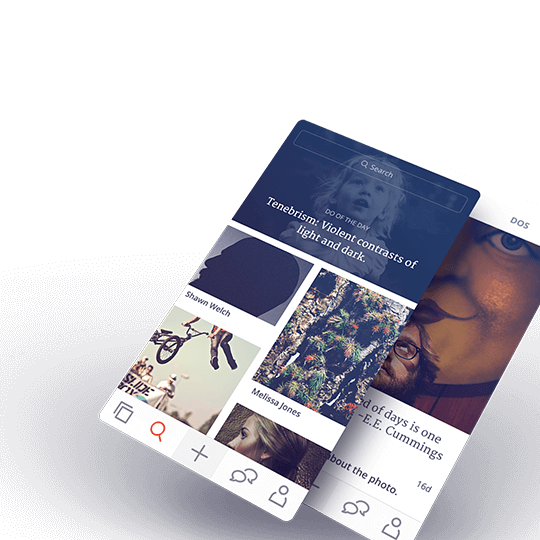 Search
DO OF THE DAY
Tenebrism: Violent contrasts of
light and dark.
Shawn Welch
Melissa Jones
DOS
d of days is one
-E.E. Cummings
bout the photo.
16d